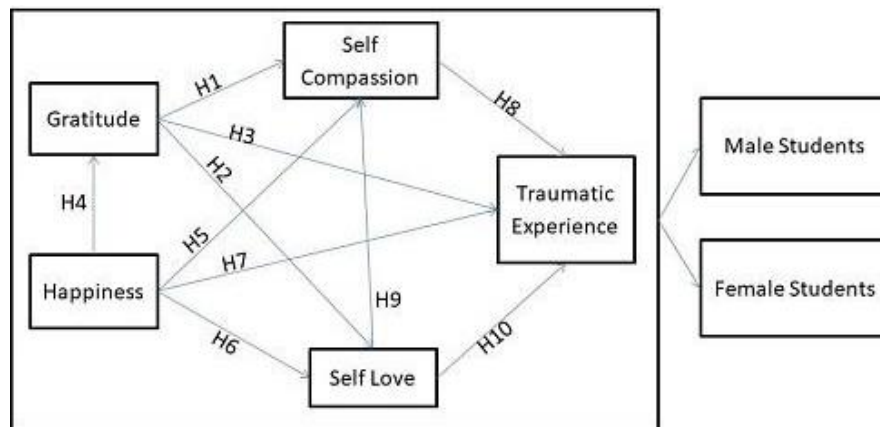 Self
Compassion
H1
H8
Gratitude
H3
H2
Male Students
Traumatic
Experience
H4
H5
H7
Happiness
H9
Female Students
H6
H10
Self Love